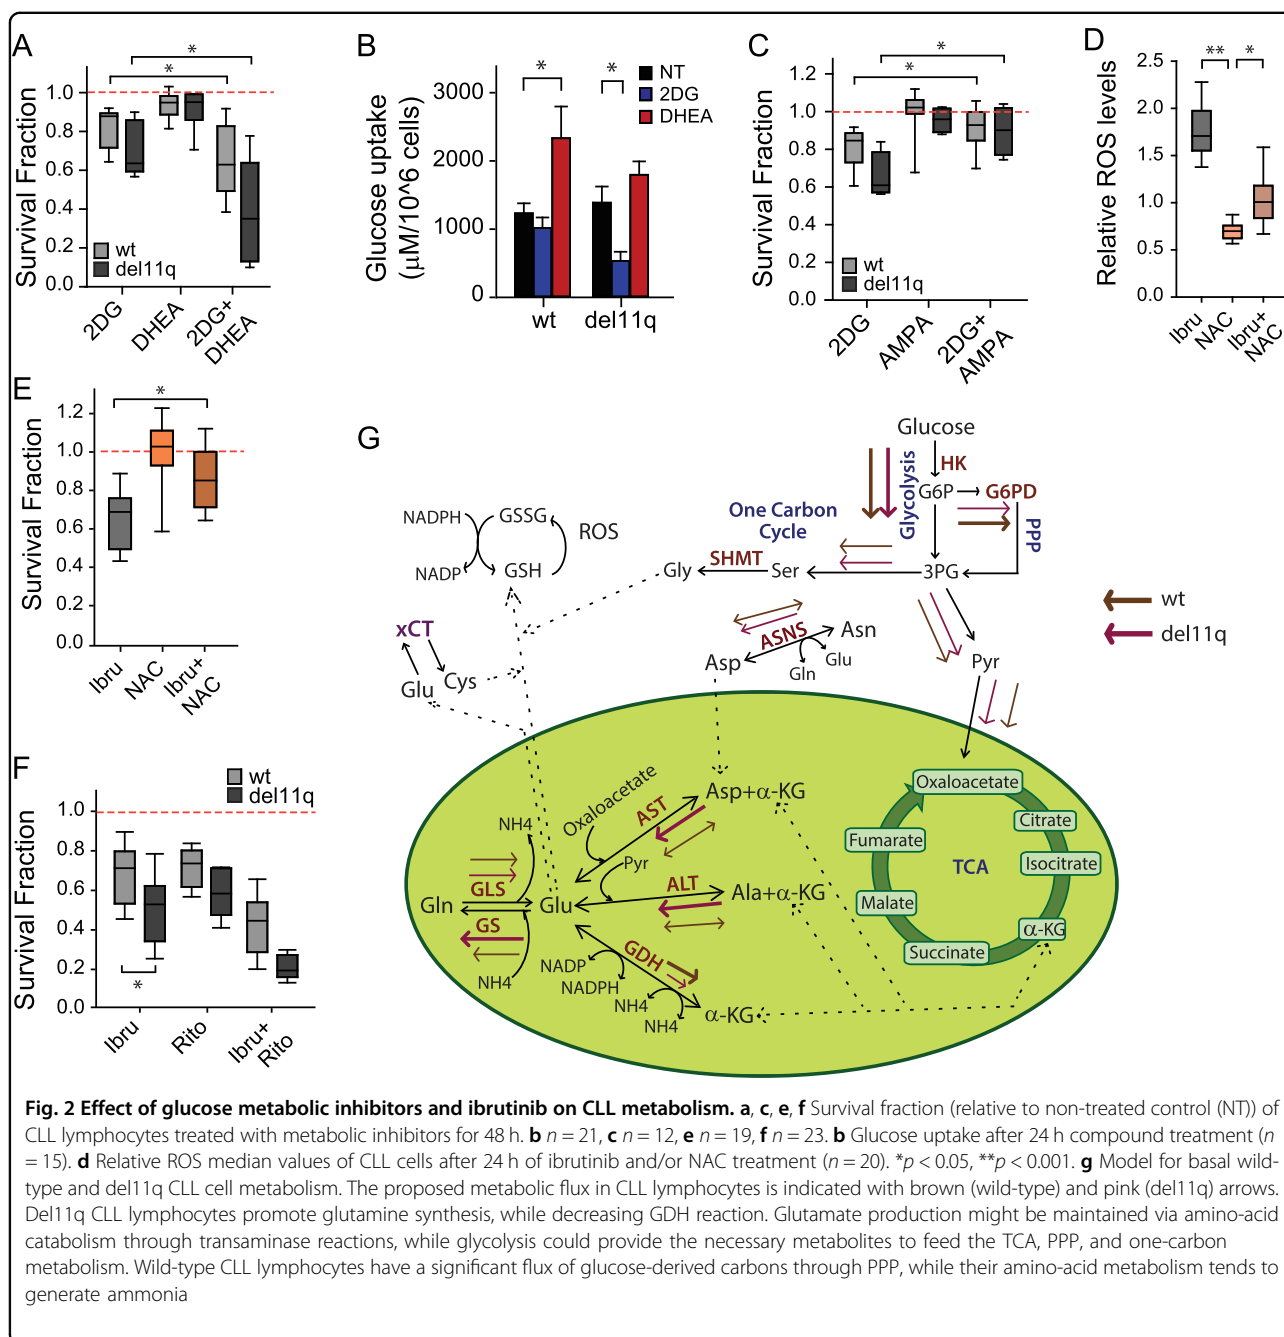 A
*
*
1.0
0.8
0.6
0.4
0.2
1.0
Survival Fraction
wt
del11q
2DG
DHEA
2DG+
DHEA
B
*
*
NT
2DG
DHEA
3000
2000
1000
0
Glucose uptake
(μM/10^6 cells)
wt
del11q
C
*
*
1.2
1.0
0.8
0.6
0.4
0.2
0.0
Survival Fraction
wt
del11q
2DG
AMPA
2DG+
AMPA
D
**
*
2.5
2.0
1.5
1.0
0.5
0.0
Relative ROS levels
Ibru
NAC
Ibru+
NAC
E
*
1.2
1.0
0.8
0.6
0.4
0.2
0.0
Survival Fraction
Ibru
NAC
Ibru+
NAC
F
wt
del11q
1.0
0.8
0.6
0.4
0.2
0.0
Survival Fraction
*
Ibru
Rito
Ibru+
Rito
G
Glucose
HK
Glycolysis
G6P
G6PD
PPP
One Carbon
Cycle
NADPH
GSSG
ROS
NADP
GSH
Gly
SHMT
Ser
3PG
wt
del11q
xCT
Cys
Glu
ASNS
Asn
Asp
Glu
Gln
Pyr
Oxaloacetate
AST
Asp+α-KG
NH4
Pyr
GLS
Gln
Glu
ALT
Ala+α-KG
GS
NH4
GDH
NADP
NADPH
NH4
NH4
α-KG
Oxaloacetate
Citrate
Isocitrate
α-KG
Succinate
Malate
Fumarate
TCA
Fig. 2 Effect of glucose metabolic inhibitors and ibrutinib on CLL metabolism. a, c, e, f Survival fraction (relative to non-treated control (NT)) of
CLL lymphocytes treated with metabolic inhibitors for 48 h. b n = 21, c n = 12, e n = 19, f n = 23. b Glucose uptake after 24 h compound treatment (n
= 15). d Relative ROS median values of CLL cells after 24 h of ibrutinib and/or NAC treatment (n = 20). *p < 0.05, **p < 0.001. g Model for basal wild-
type and del11q CLL cell metabolism. The proposed metabolic flux in CLL lymphocytes is indicated with brown (wild-type) and pink (del11q) arrows.
Del11q CLL lymphocytes promote glutamine synthesis, while decreasing GDH reaction. Glutamate production might be maintained via amino-acid
catabolism through transaminase reactions, while glycolysis could provide the necessary metabolites to feed the TCA, PPP, and one-carbon
metabolism. Wild-type CLL lymphocytes have a significant flux of glucose-derived carbons through PPP, while their amino-acid metabolism tends to
generate ammonia